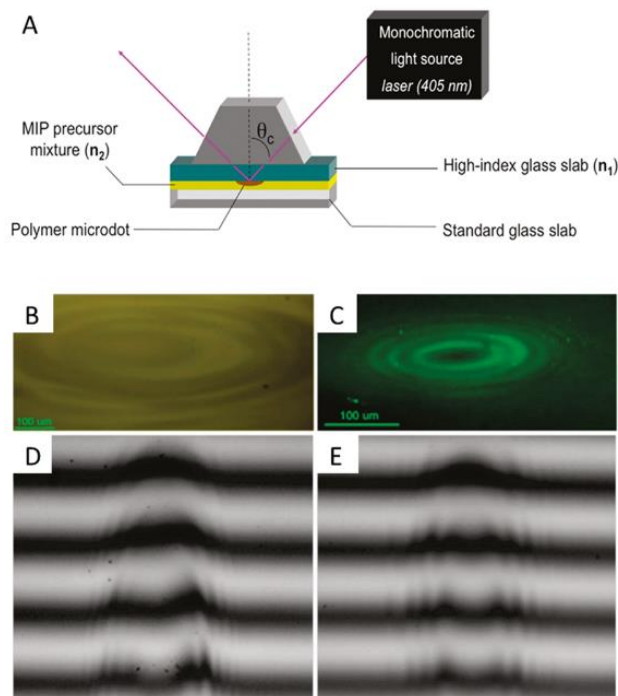 A
Monochromatic
light source
laser (405 nm)
θc
MIP precursor
mixture (n2)
High-index glass slab (n1)
Polymer microdot
Standard glass slab
B
100 um
C
100 um
D
E